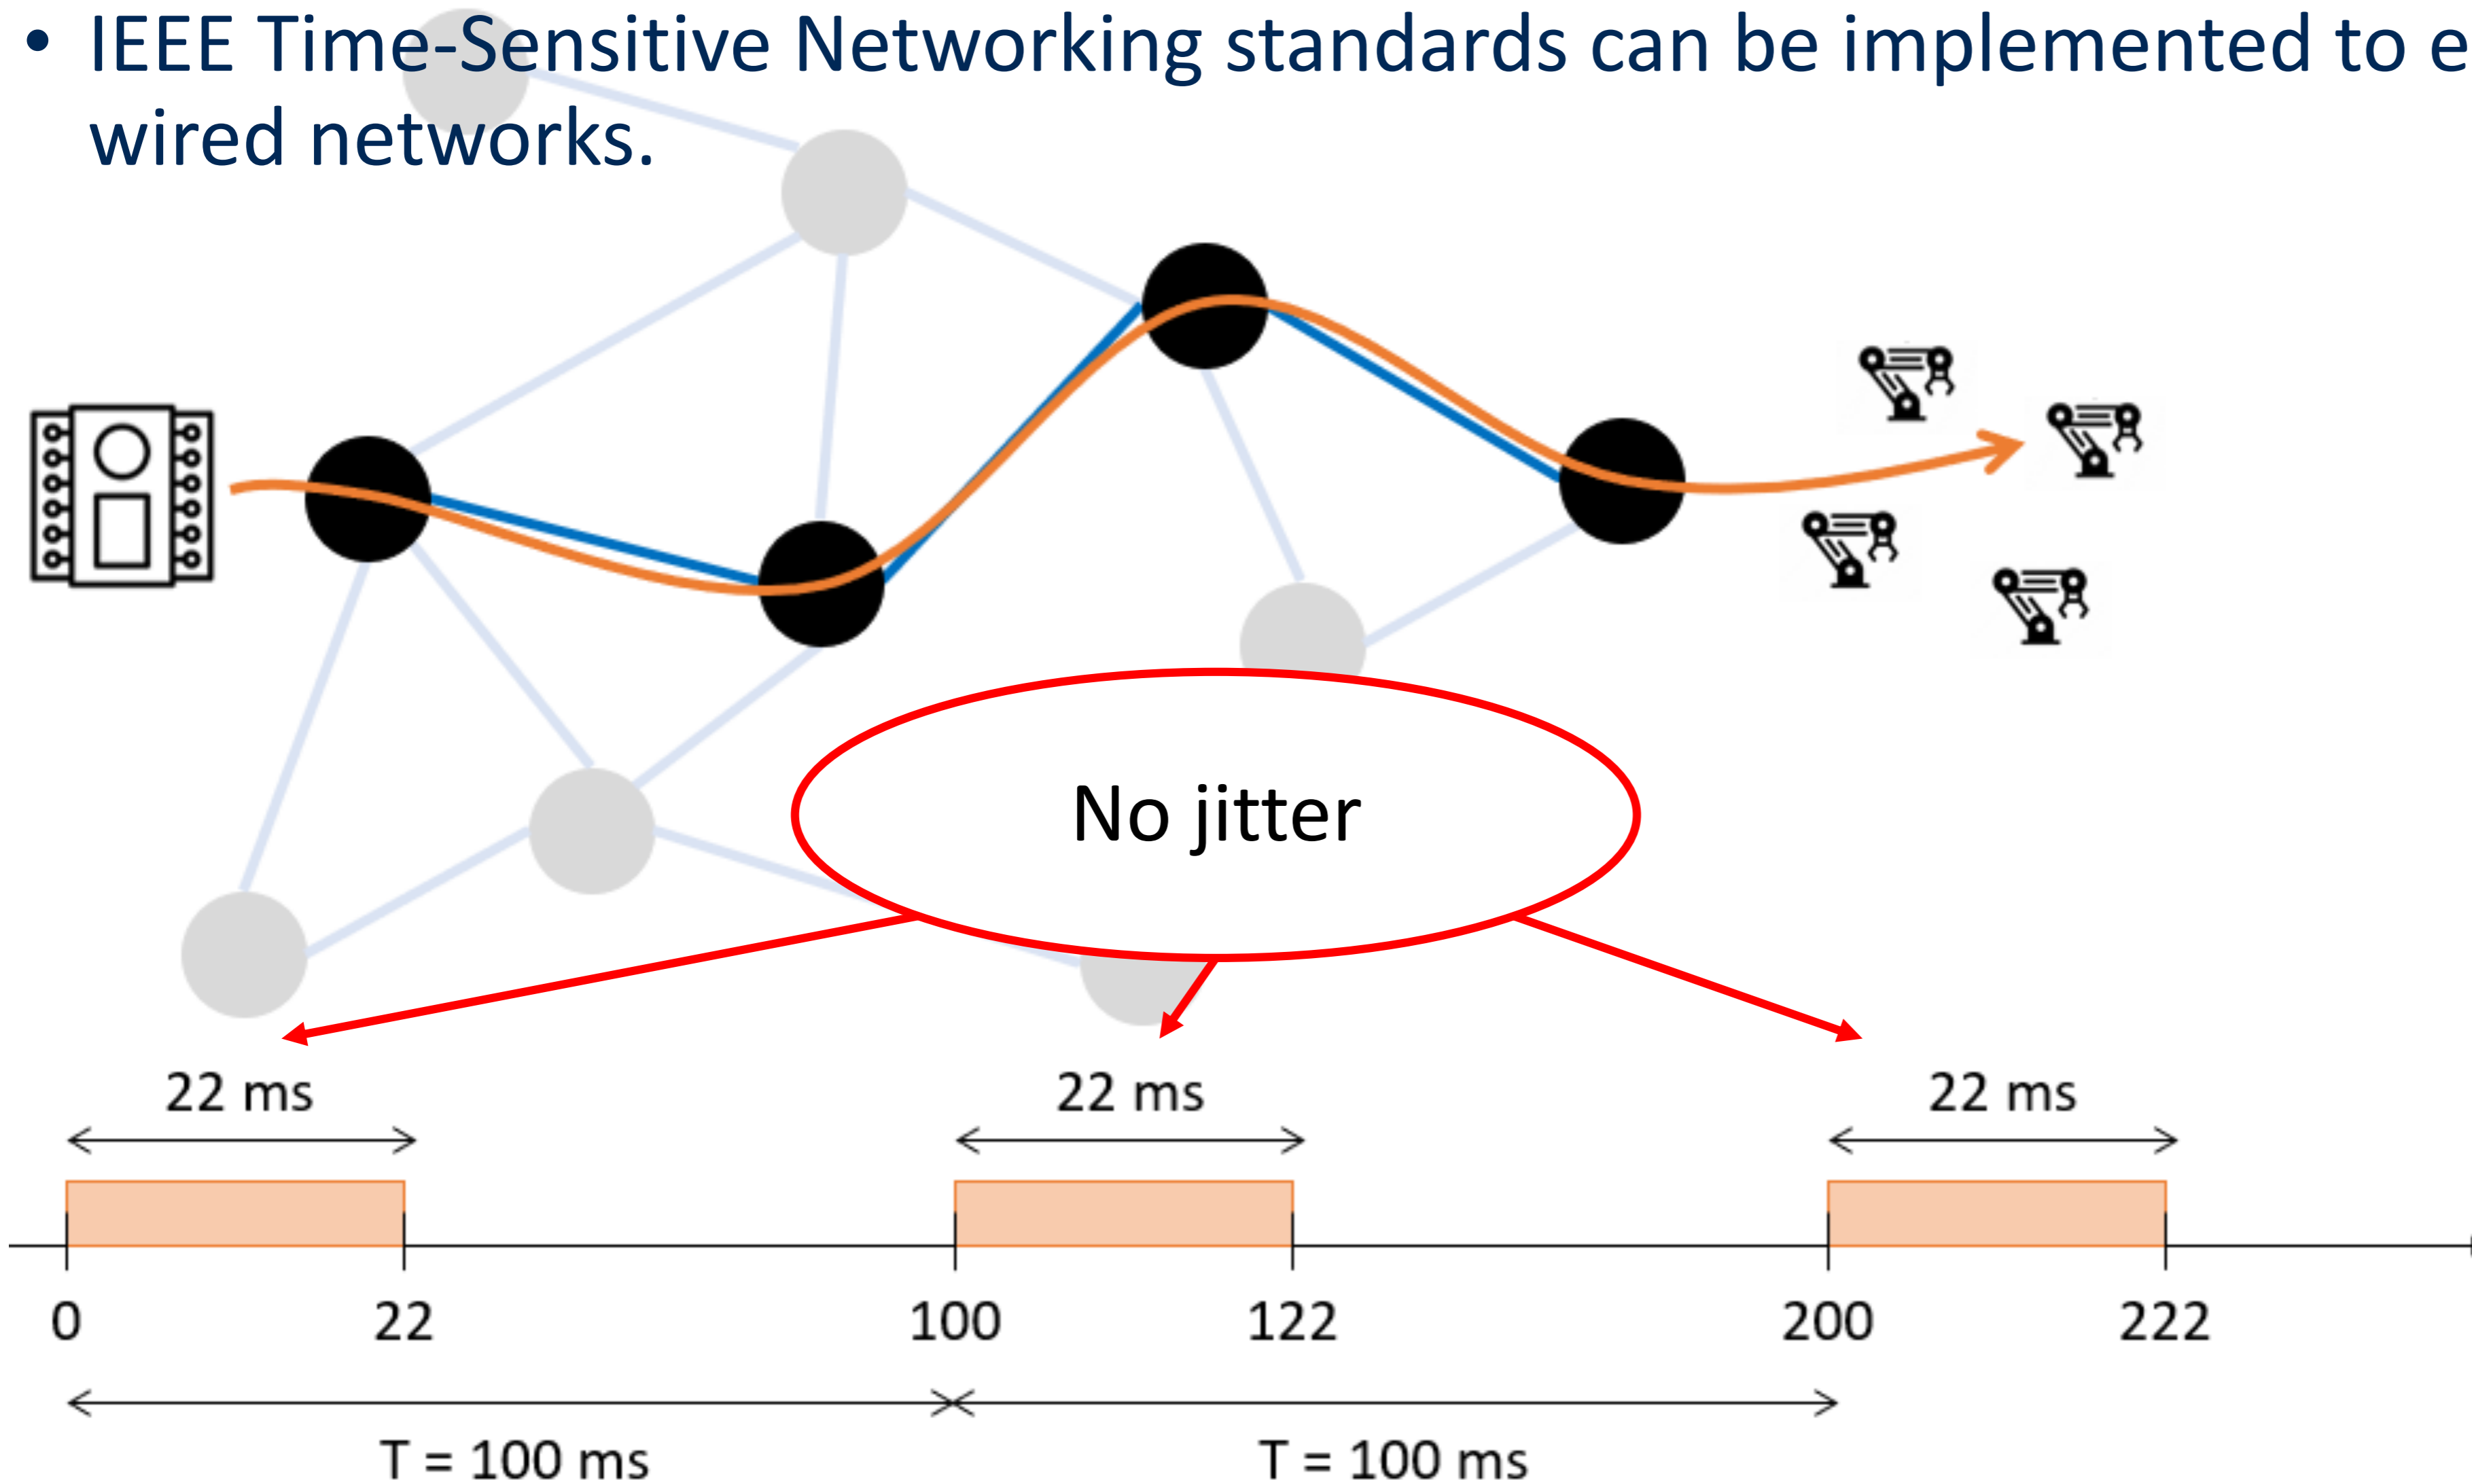 • IEEE Time-Sensitive Networking standards can be implemented to e
wired networks.
No jitter
22 ms 22 ms 22 ms
0 22 100 122 200 222
T = 100 ms T = 100 ms